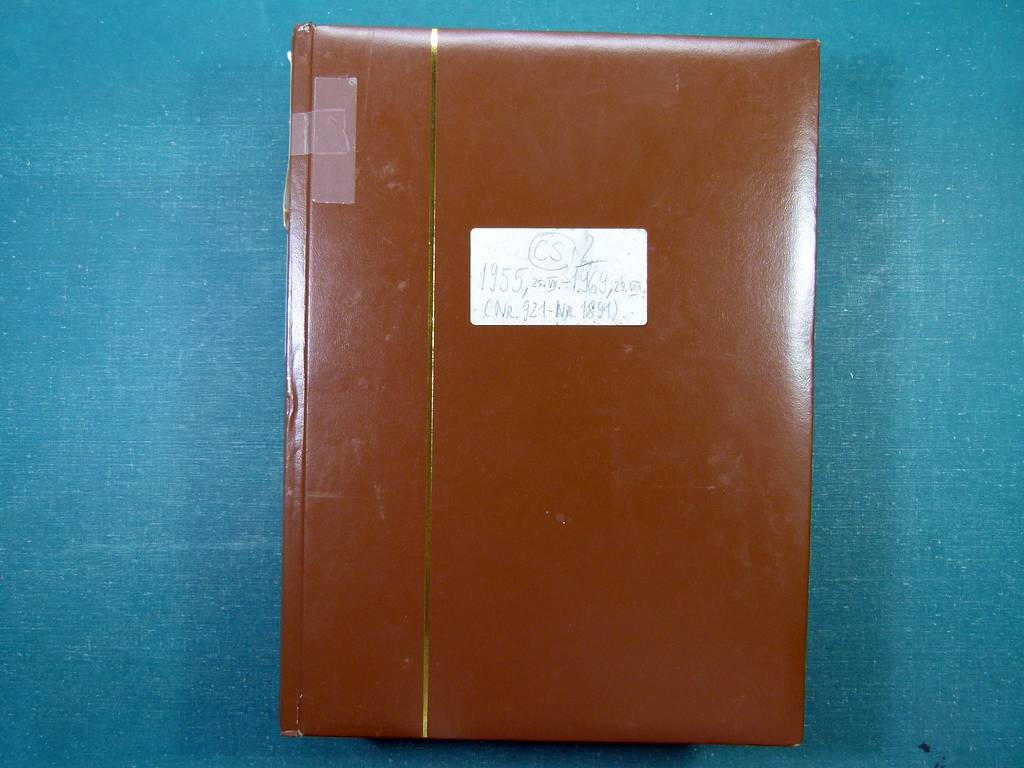 CS, 2
1955, 25.VII.-1969, 29.VIII.
(NR. 921-NR. 1891).